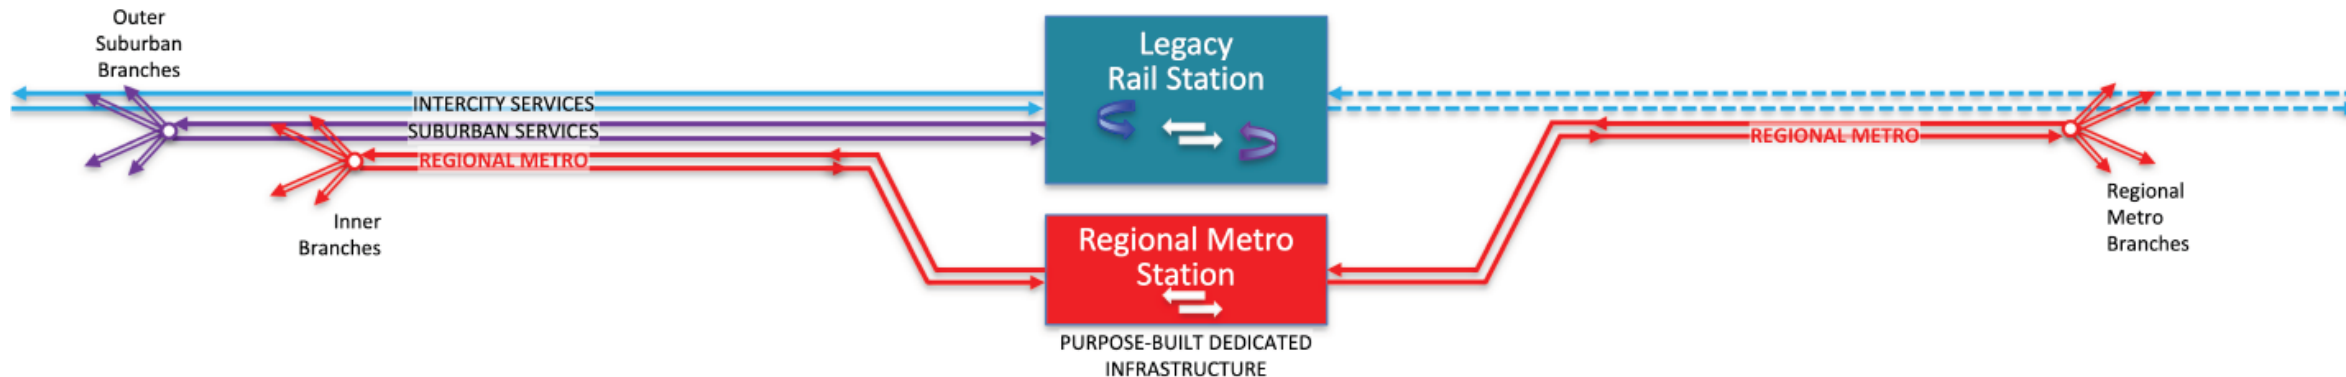 Outer
Suburban
Branches
INTERCITY SERVICES
SUBURBAN SERVICES
REGIONAL METRO
Inner
Branches
Legacy
Rail Station
Regional Metro
Station
PURPOSE-BUILT DEDICATED
INFRASTRUCTURE
REGIONAL METRO
Regional
Metro
Branches